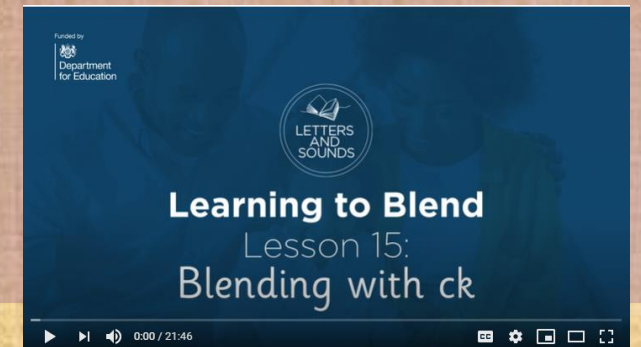 Funded by
Department
for Education
LETTERS
AND
SOUNDS
Learning to Blend
Lesson 15:
Blending with ck
0:00 / 21:46
CC